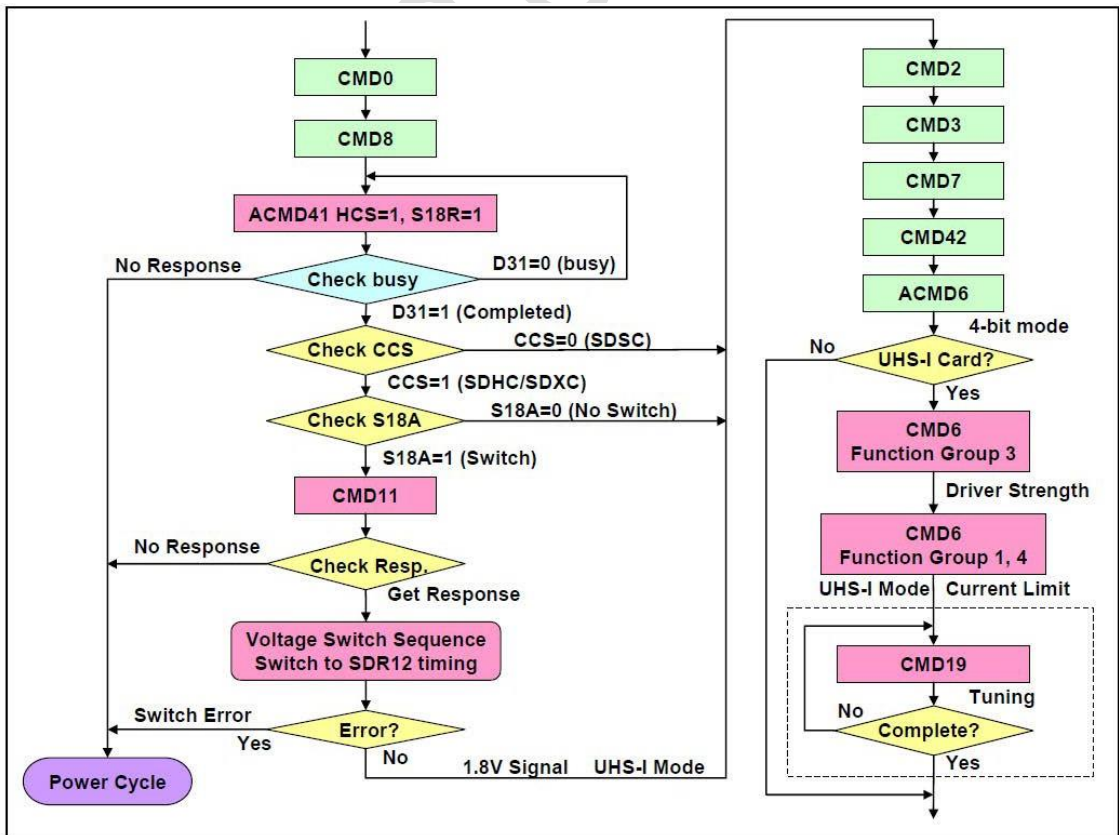 CMD0
CMD8
ACMD41 HCS=1, S18R=1
No Response
Check busy
D31=0 (busy)
D31=1 (Completed)
Check CCS
CCS=0 (SDSC)
CCS=1 (SDHC/SDXC)
Check S18A
S18A=0 (No Switch)
S18A=1 (Switch)
CMD11
No Response
Check Resp.
Get Response
Voltage Switch Sequence
Switch to SDR12 timing
Switch Error
Yes
Error?
No
1.8V Signal UHS-I Mode
Power Cycle
CMD2
CMD3
CMD7
CMD42
ACMD6
4-bit mode
No
UHS-I Card?
Yes
CMD6
Function Group 3
Driver Strength
CMD6
Function Group 1, 4
UHS-I Mode Current Limit
CMD19
Tuning
No
Complete?
Yes